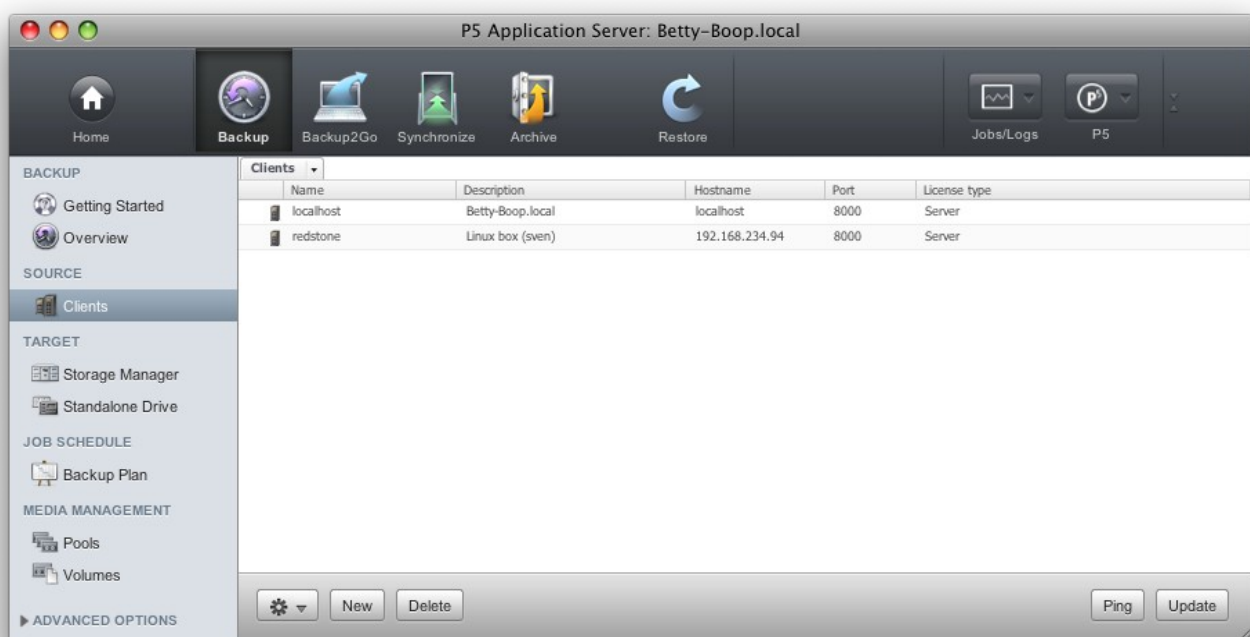 P5 Application Server: Betty-Boop.local
Home
Backup
Backup2Go
Synchronize
Archive
Restore
Jobs/Logs
P5
P5
BACKUP
Getting Started
Overview
SOURCE
Clients
TARGET
Storage Manager
Standalone Drive
JOB SCHEDULE
Backup Plan
MEDIA MANAGEMENT
Pools
Volumes
ADVANCED OPTIONS
Clients
Name Description Hostname Port License type
localhost Betty-Boop.local localhost 8000 Server
redstone Linux box (sven) 192.168.234.94 8000 Server
New
Delete
Ping
Update